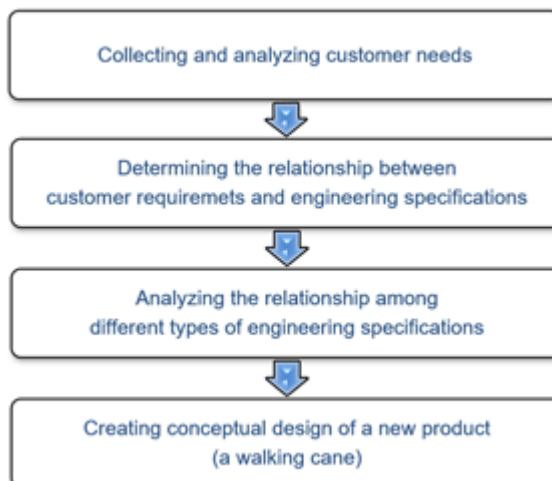 Collecting and analyzing customer needs
Determining the relationship between
customer requiremets and engineering specifications
Analyzing the relationship among
different types of engineering specifications
Creating conceptual design of a new product
(a walking cane)